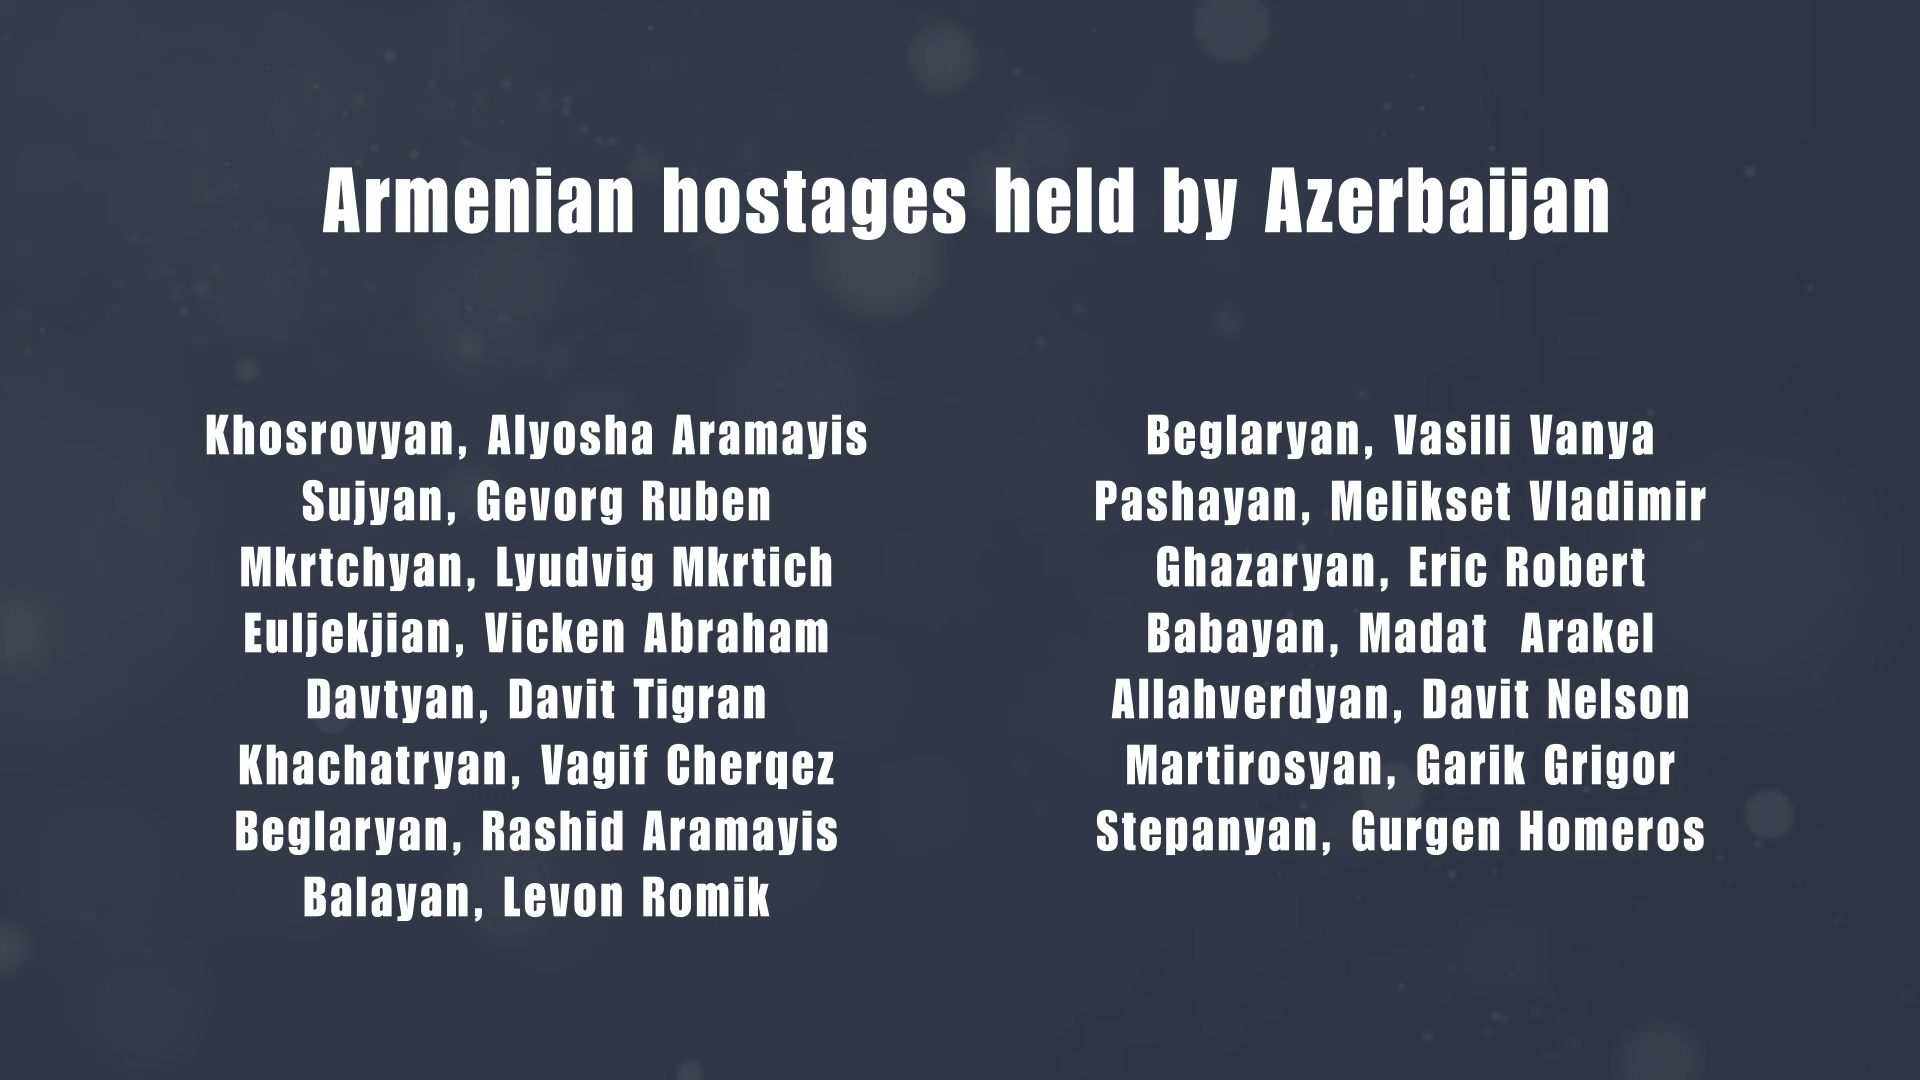 Armenian hostages held by Azerbaijan
Khosrovyan, Alyosha Aramayis
Sujyan, Gevorg Ruben
Mkrtchyan, Lyudvig Mkrtich
Euljekjian, Vicken Abraham
Davtyan, Davit Tigran
Khachatryan, Vagif Cherqez
Beglaryan, Rashid Aramayis
Balayan, Levon Romik
Beglaryan, Vasili Vanya
Pashayan, Melikset Vladimir
Ghazaryan, Eric Robert
Babayan, Madat  Arakel
Allahverdyan, Davit Nelson
Martirosyan, Garik Grigor
Stepanyan, Gurgen Homeros